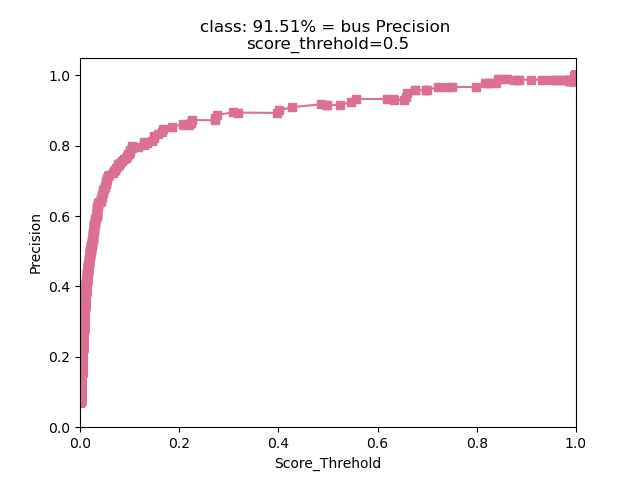 class: 91.51% = bus Precision
score_threhold=0.5
1.0
0.8
0.6
0.4
0.2
0.0
Precision
0.0 0.2 0.4 0.6 0.8 1.0
Score_Threhold